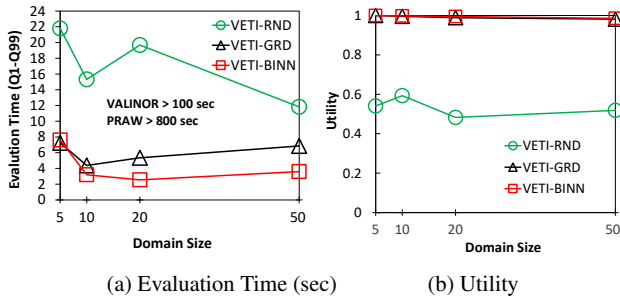 24
22
20
18
16
14
12
10
8
6
4
2
0
Evalution Time (Q1-Q99)
VETI-RND
VETI-GRD
VETI-BINN
VALINOR > 100 sec
PRAW > 800 sec
5
10
20
50
Domain Size
(a) Evaluation Time (sec)
1
0.8
0.6
0.4
0.2
0
Utility
VETI-RND
VETI-GRD
VETI-BINN
5
10
20
50
Domain Size
(b) Utility